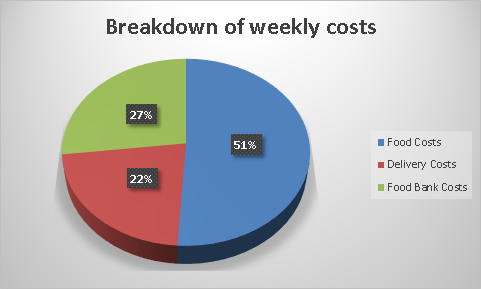 Breakdown of weekly costs
27%
51%
22%
Food Costs
Delivery Costs
Food Bank Costs